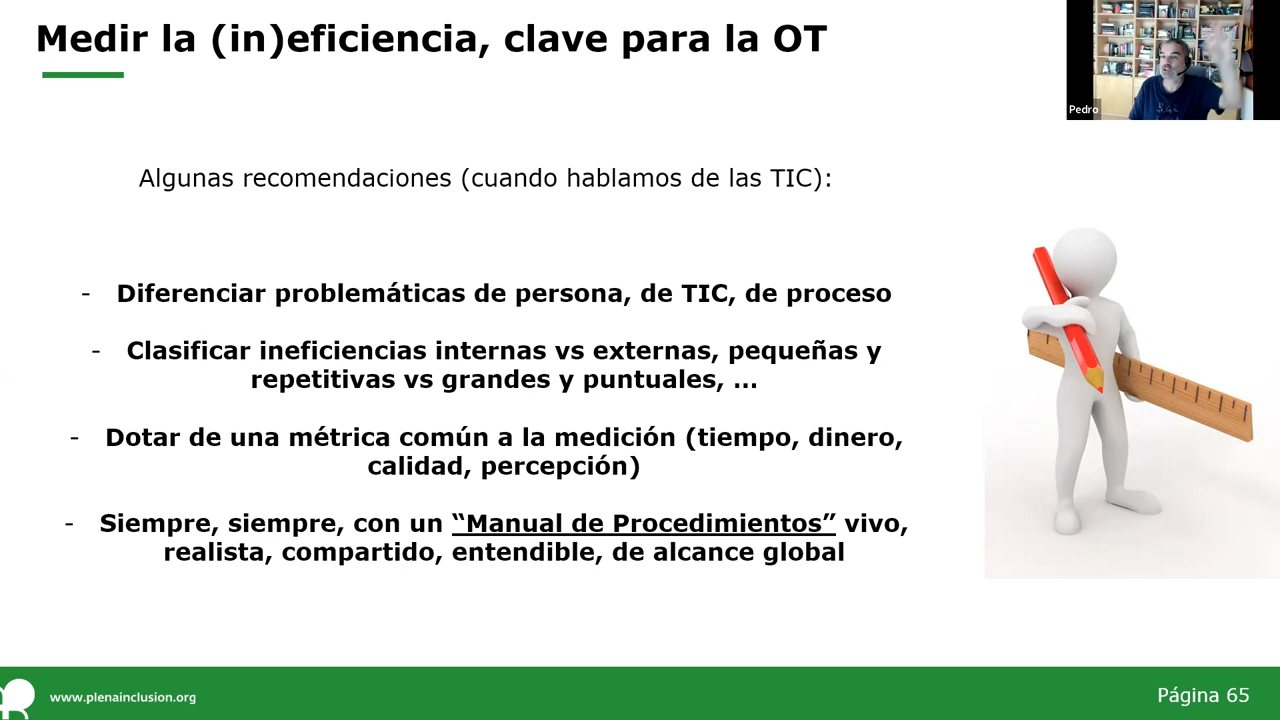 Medir la (in)eficiencia, clave para la OT
Pedro
Algunas recomendaciones (cuando hablamos de las TIC):
- Diferenciar problemáticas de persona, de TIC, de proceso
- Clasificar ineficiencias internas vs externas, pequeñas y
repetitivas vs grandes y puntuales, ...
- Dotar de una métrica común a la medición (tiempo, dinero,
calidad, percepción)
- Siempre, siempre, con un “Manual de Procedimientos” vivo,
realista, compartido, entendible, de alcance global
www.plenainclusion.org
Página 65